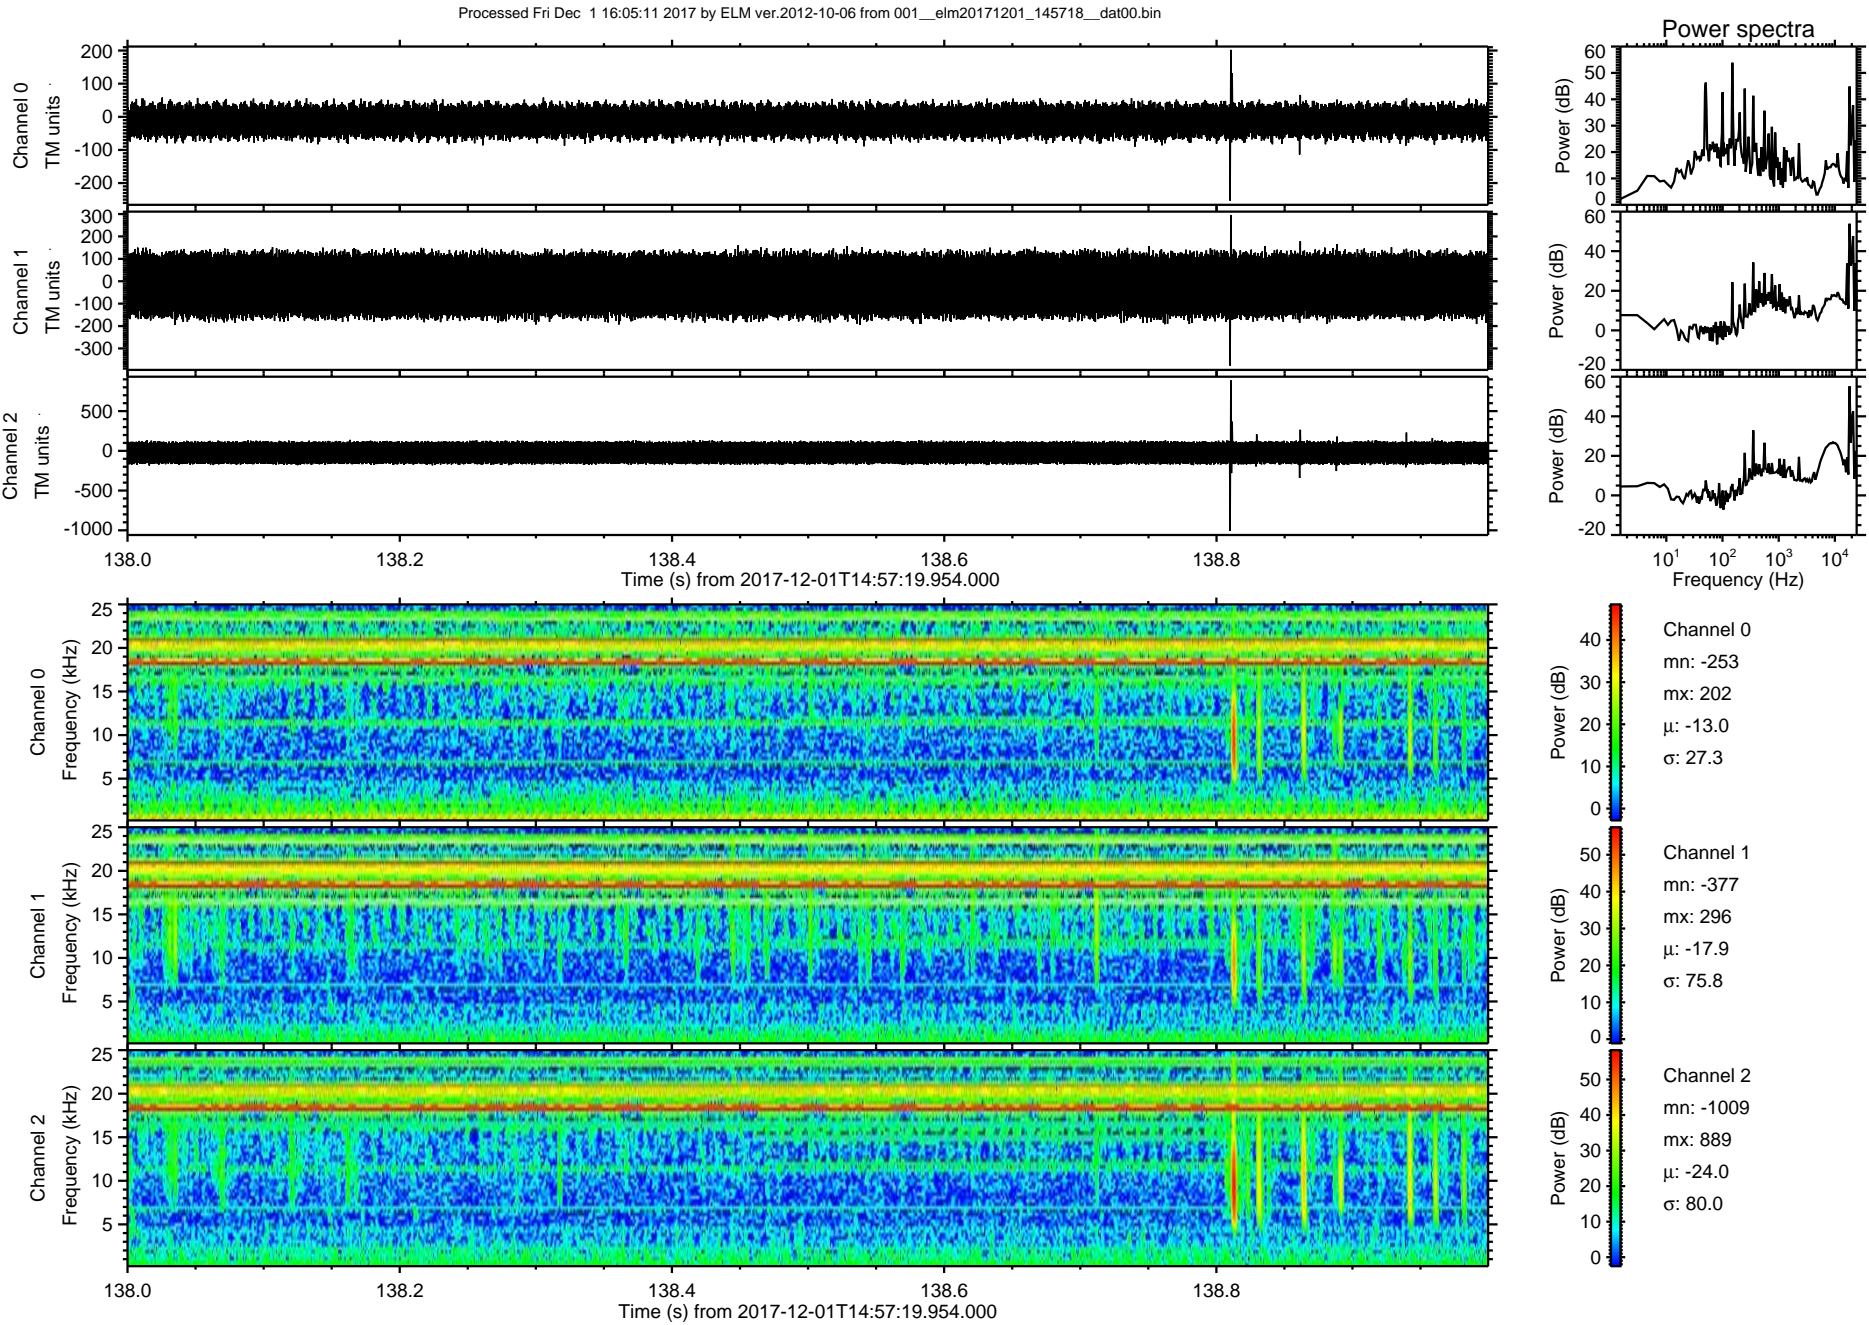 Processed Fri Dec 1 16:05:11 2017 by ELM ver.2012-10-06 from 001__elm20171201_145718__dat00.bin
Power spectra
Channel 0
TM units
200
100
0
-100
-200
Power (dB)
60
50
40
30
20
10
0
Channel 1
TM units
300
200
100
0
-100
-200
-300
Power (dB)
60
40
20
0
-20
Channel 2
TM units
500
0
-500
-1000
Power (dB)
60
40
20
0
-20
138.0 138.2 138.4 138.6 138.8
Time (s) from 2017-12-01T14:57:19.954.000
10^1 10^2 10^3 10^4
Frequency (Hz)
Channel 0
Frequency (kHz)
25
20
15
10
5
Power (dB)
40
30
20
10
0
Channel 0
mn: -253
mx: 202
μ: -13.0
σ: 27.3
Channel 1
Frequency (kHz)
25
20
15
10
5
Power (dB)
50
40
30
20
10
0
Channel 1
mn: -377
mx: 296
μ: -17.9
σ: 75.8
Channel 2
Frequency (kHz)
25
20
15
10
5
Power (dB)
50
40
30
20
10
0
Channel 2
mn: -1009
mx: 889
μ: -24.0
σ: 80.0
138.0 138.2 138.4 138.6 138.8
Time (s) from 2017-12-01T14:57:19.954.000